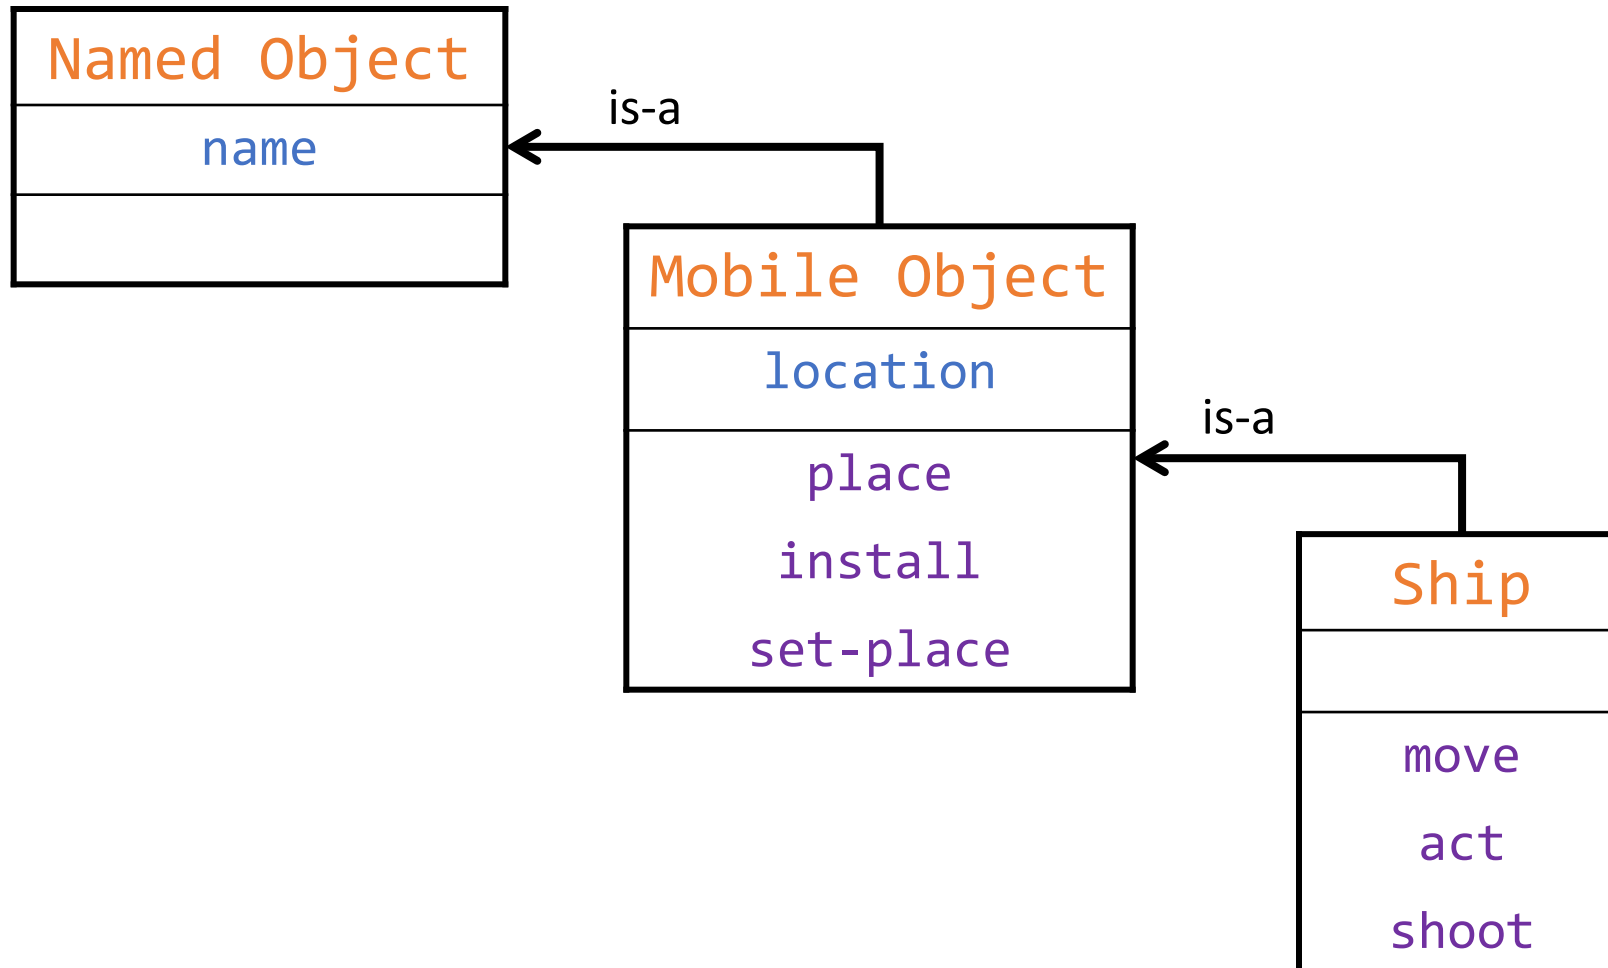 Named Object
name
is-a
Mobile Object
location
place
install
set-place
is-a
Ship
move
act
shoot